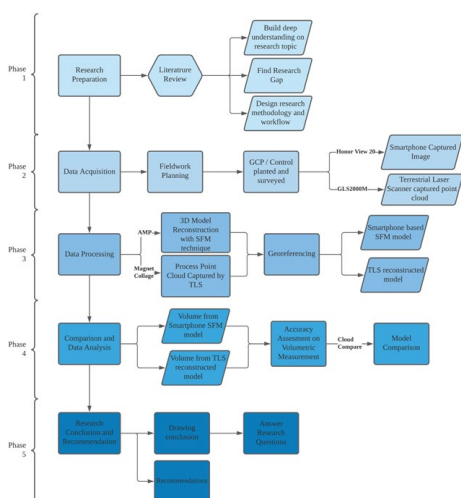 Phase
1
Research
Preparation
Literatrure
Review
Build deep
understanding on
research topic
Find Research
Gap
Design research
methodology and
workflow
Phase
2
Data Acquisition
Fieldwork
Planning
GCP / Control
planted and
surveyed
Honor View 20
Smartphone Captured
Image
GLS2000M
Terrestrial Laser
Scanner captured point
cloud
Phase
3
Data Processing
AMP
3D Model
Reconstruction
with SFM
technique
Magnet
Collage
Process Point
Cloud Captured by
TLS
Georeferencing
Smartphone based
SFM model
TLS reconstructed
model
Phase
4
Comparison and
Data Analysis
Volume from
Smartphone SFM
model
Volume from TLS
reconstructed
model
Accuracy
Assesment on
Volumetric
Measurement
Cloud
Compare
Model
Comparison
Phase
5
Research
Conclusion and
Recommendation
Drawing
conclusion
Answer
Research
Questions
Recommendations